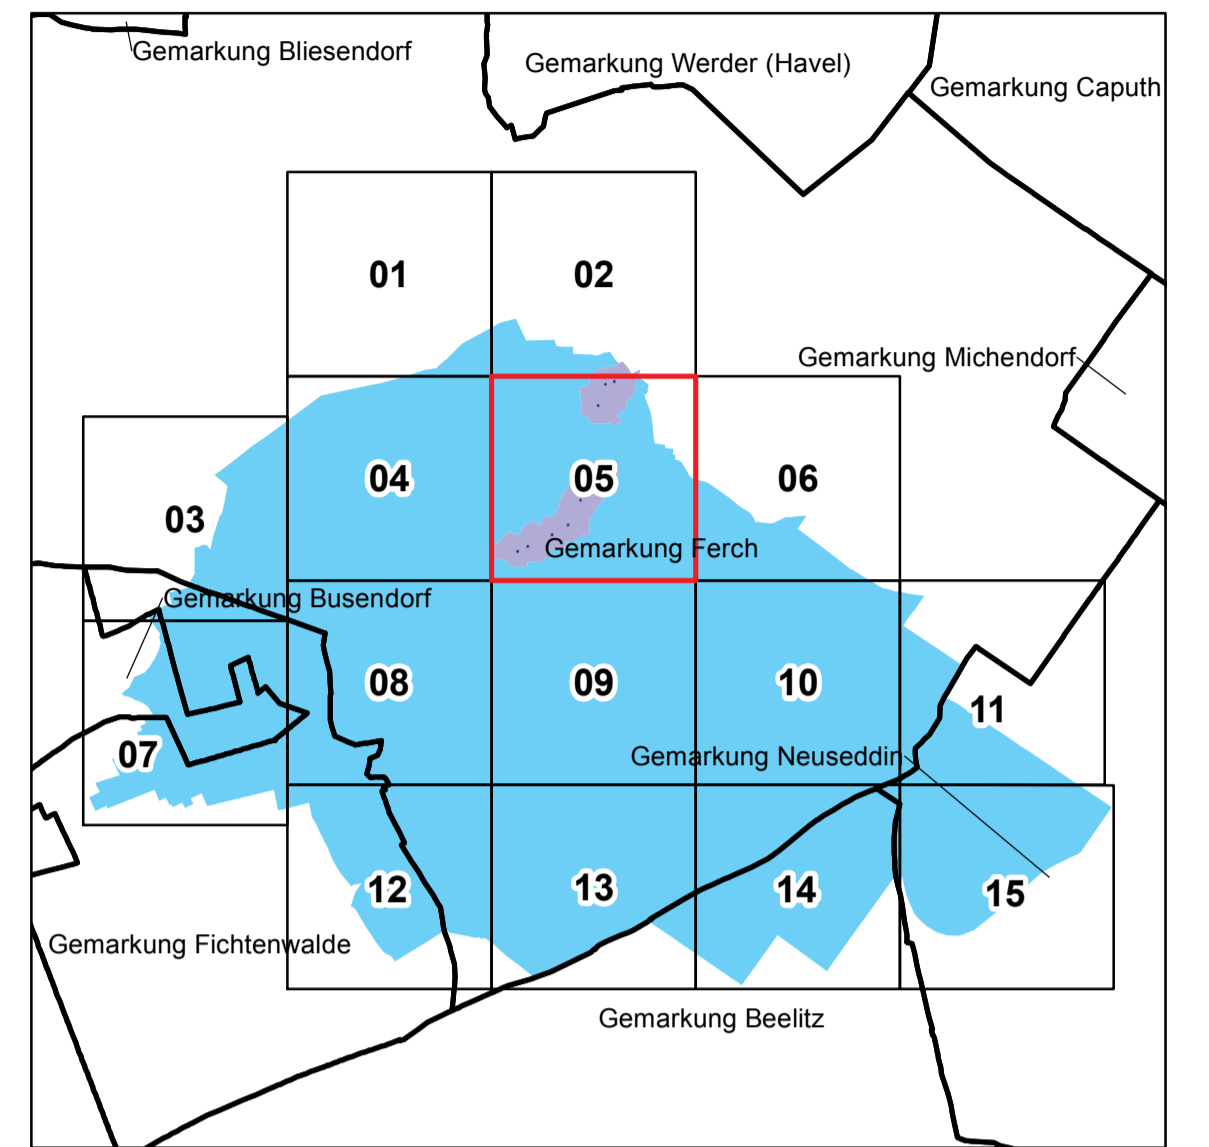 Gemarkung Bliesendorf
Gemarkung Werder (Havel)
Gemarkung Caputh
01
02
Gemarkung Michendorf
03
04
05
06
Gemarkung Ferch
Gemarkung Busendorf
07
08
09
10
11
Gemarkung Neuseddin
12
13
14
15
Gemarkung Fichtenwalde
Gemarkung Beelitz